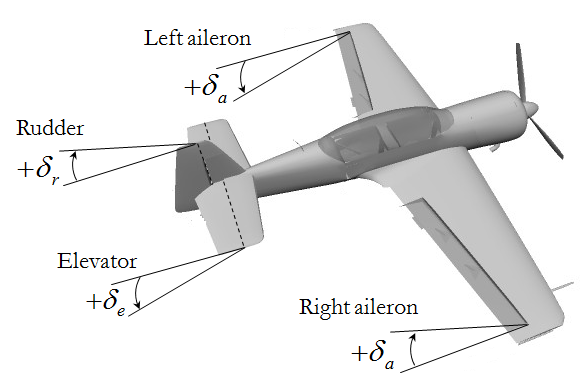 Left aileron
+δa
Rudder
+δr
Elevator
+δe
Right aileron
+δa